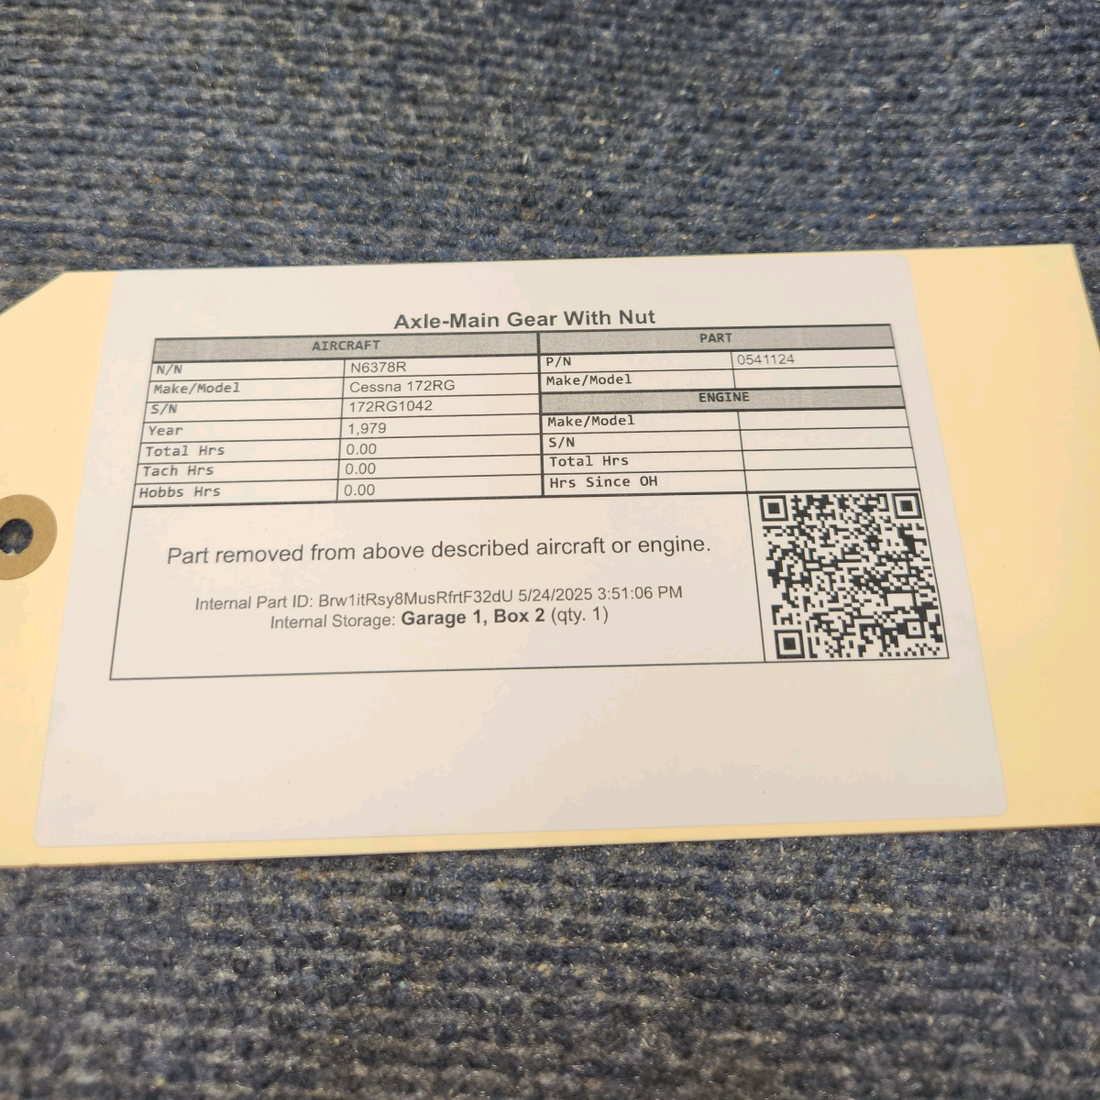 Axle-Main Gear With Nut
AIRCRAFT
N/N N6378R
Make/Model Cessna 172RG
S/N 172RG1042
Year 1,979
Total Hrs 0.00
Tach Hrs 0.00
Hobbs Hrs 0.00
PART
P/N 0541124
Make/Model
ENGINE
Make/Model
S/N
Total Hrs
Hrs Since OH
Part removed from above described aircraft or engine.
Internal Part ID: Brw1itRsy8MusRfrtF32dU 5/24/2025 3:51:06 PM
Internal Storage: Garage 1, Box 2 (qty. 1)